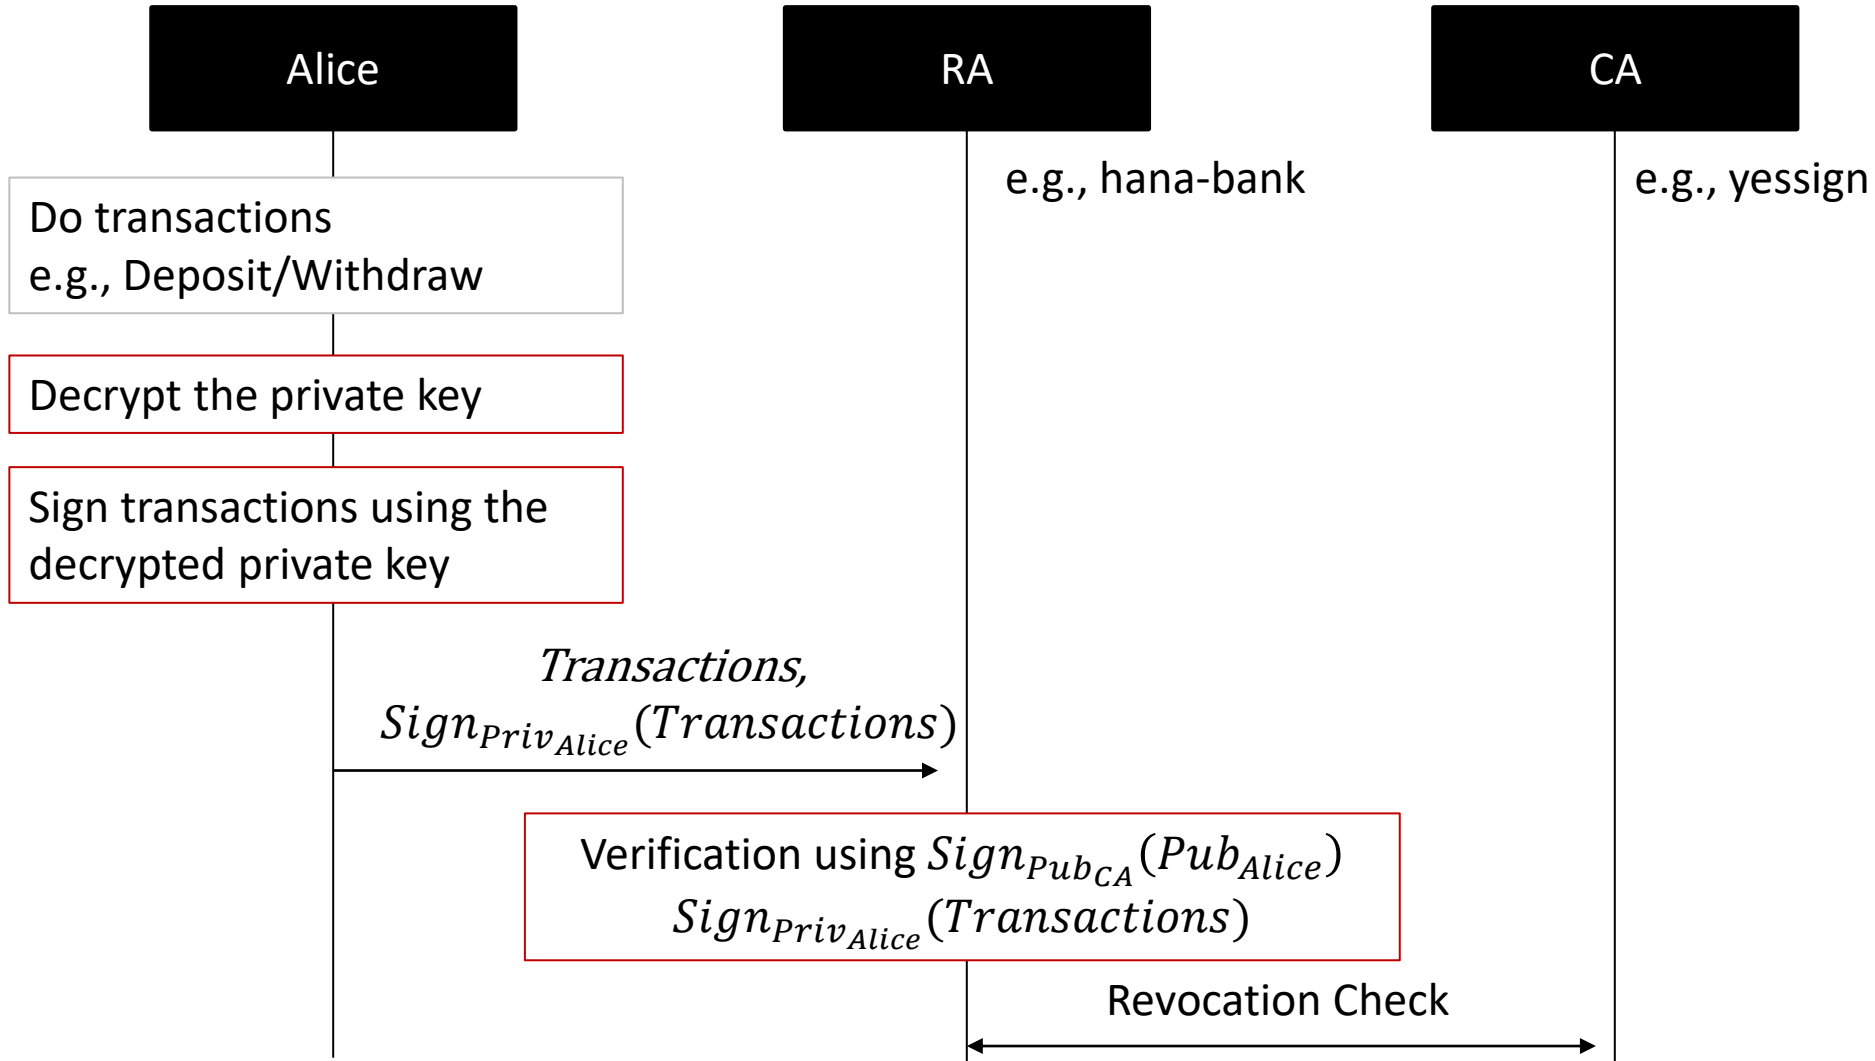 Alice
RA
CA
e.g., hana-bank
e.g., yessign
Do transactions
e.g., Deposit/Withdraw
Decrypt the private key
Sign transactions using the
decrypted private key
Transactions,
Sign_{Priv_{Alice}}(Transactions)
Verification using Sign_{Pub_{CA}}(Pub_{Alice})
Sign_{Priv_{Alice}}(Transactions)
Revocation Check